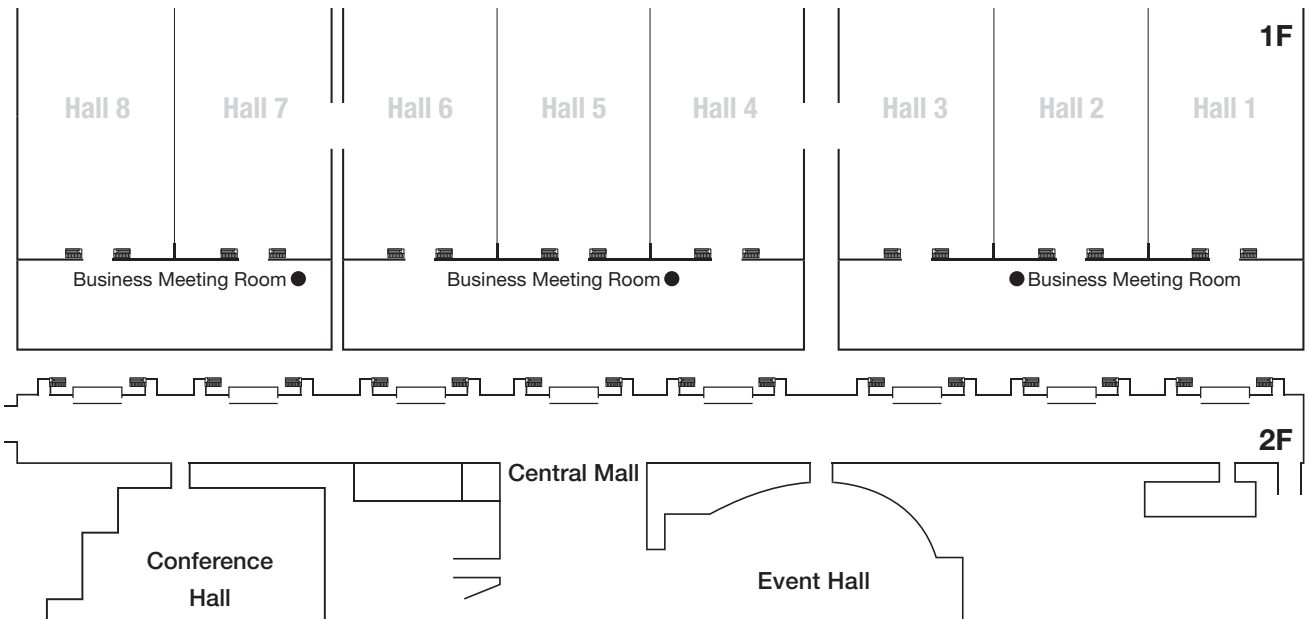 1F
Hall 8 Hall 7 Hall 6 Hall 5 Hall 4 Hall 3 Hall 2 Hall 1
Business Meeting Room Business Meeting Room Business Meeting Room
2F
Central Mall
Conference
Hall
Event Hall